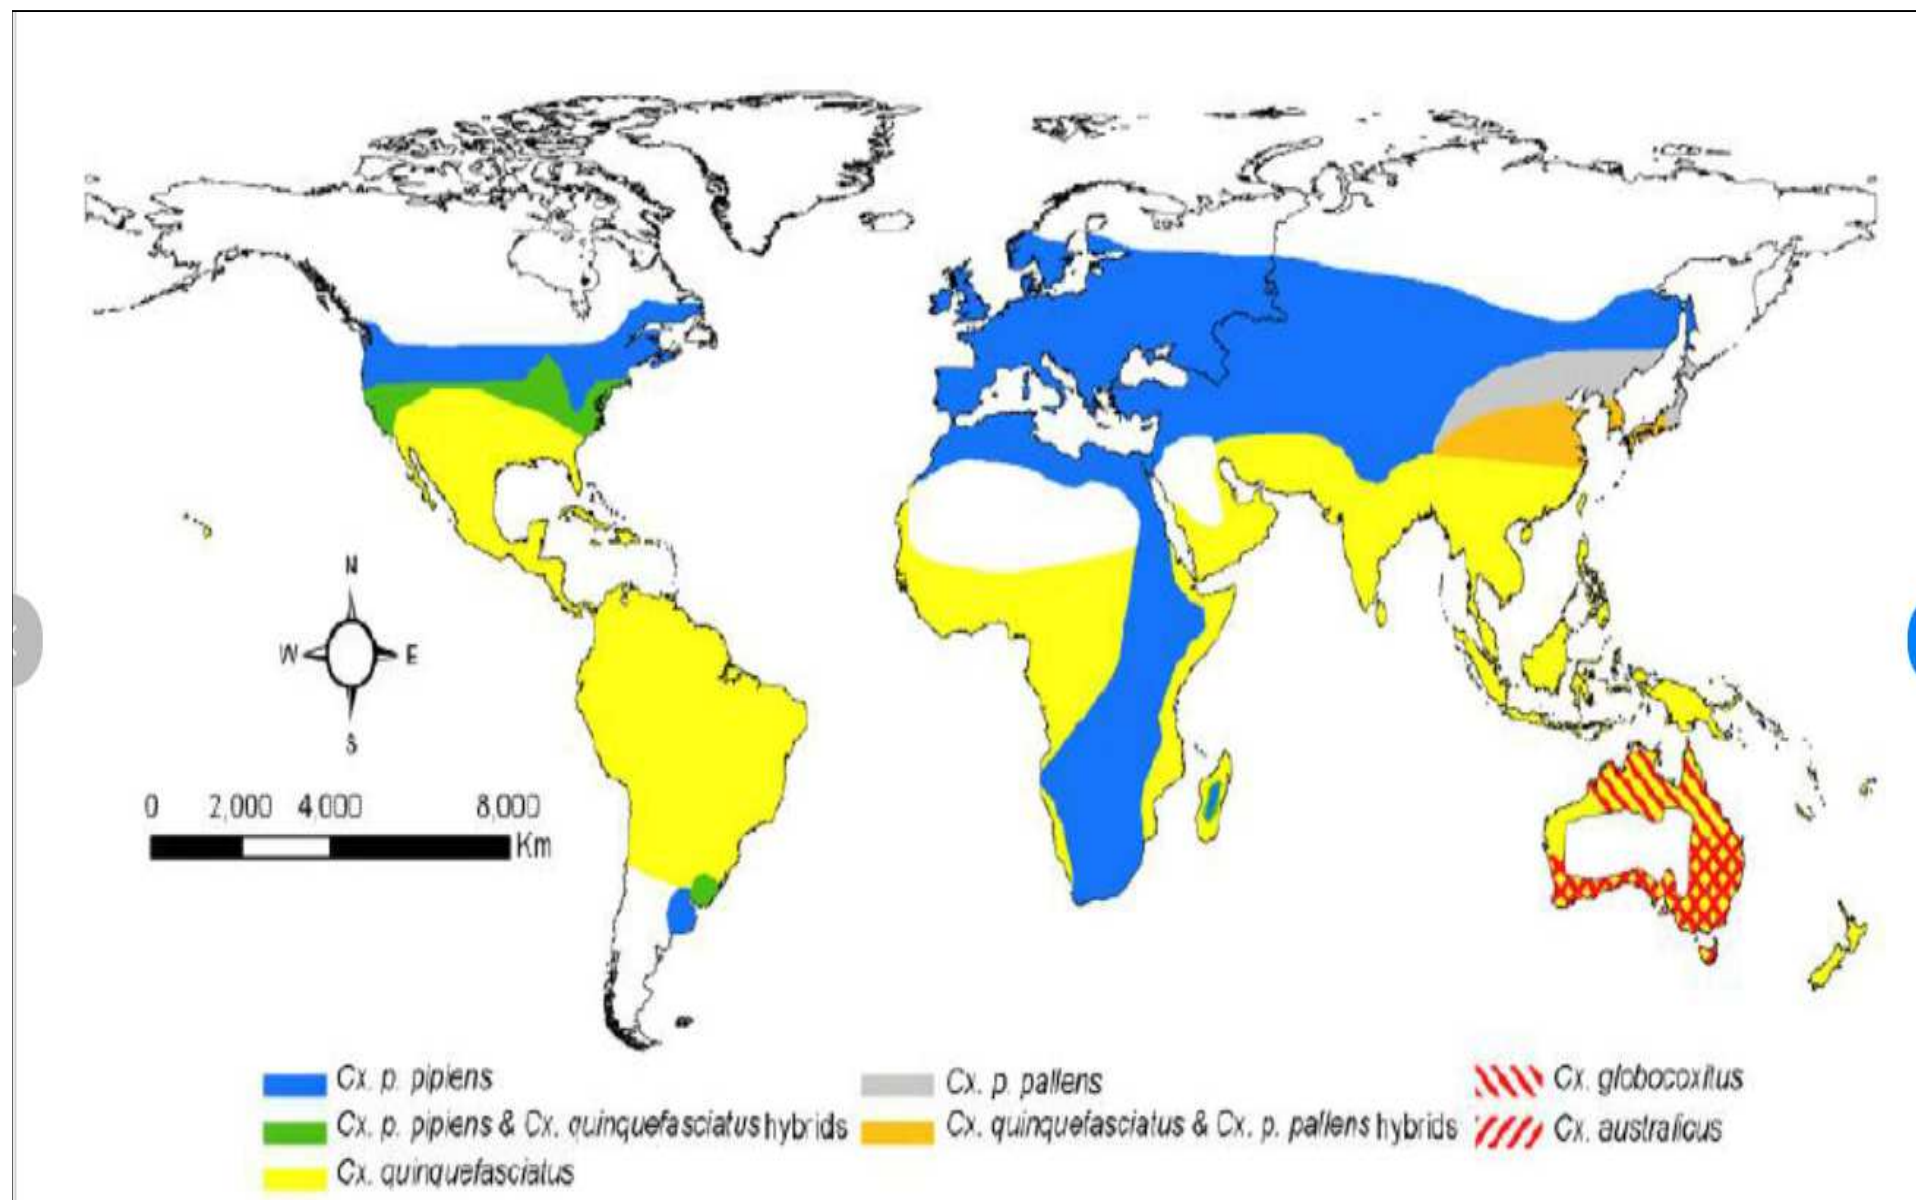 N
W E
S
0 2,000 4,000 8,000
Km
Cx. p. pipiens
Cx. p. pipiens & Cx. quinquefasciatus hybrids
Cx. quinquefasciatus
Cx. p. pallens
Cx. quinquefasciatus & Cx. p. pallens hybrids
Cx. globocoxitus
Cx. australicus